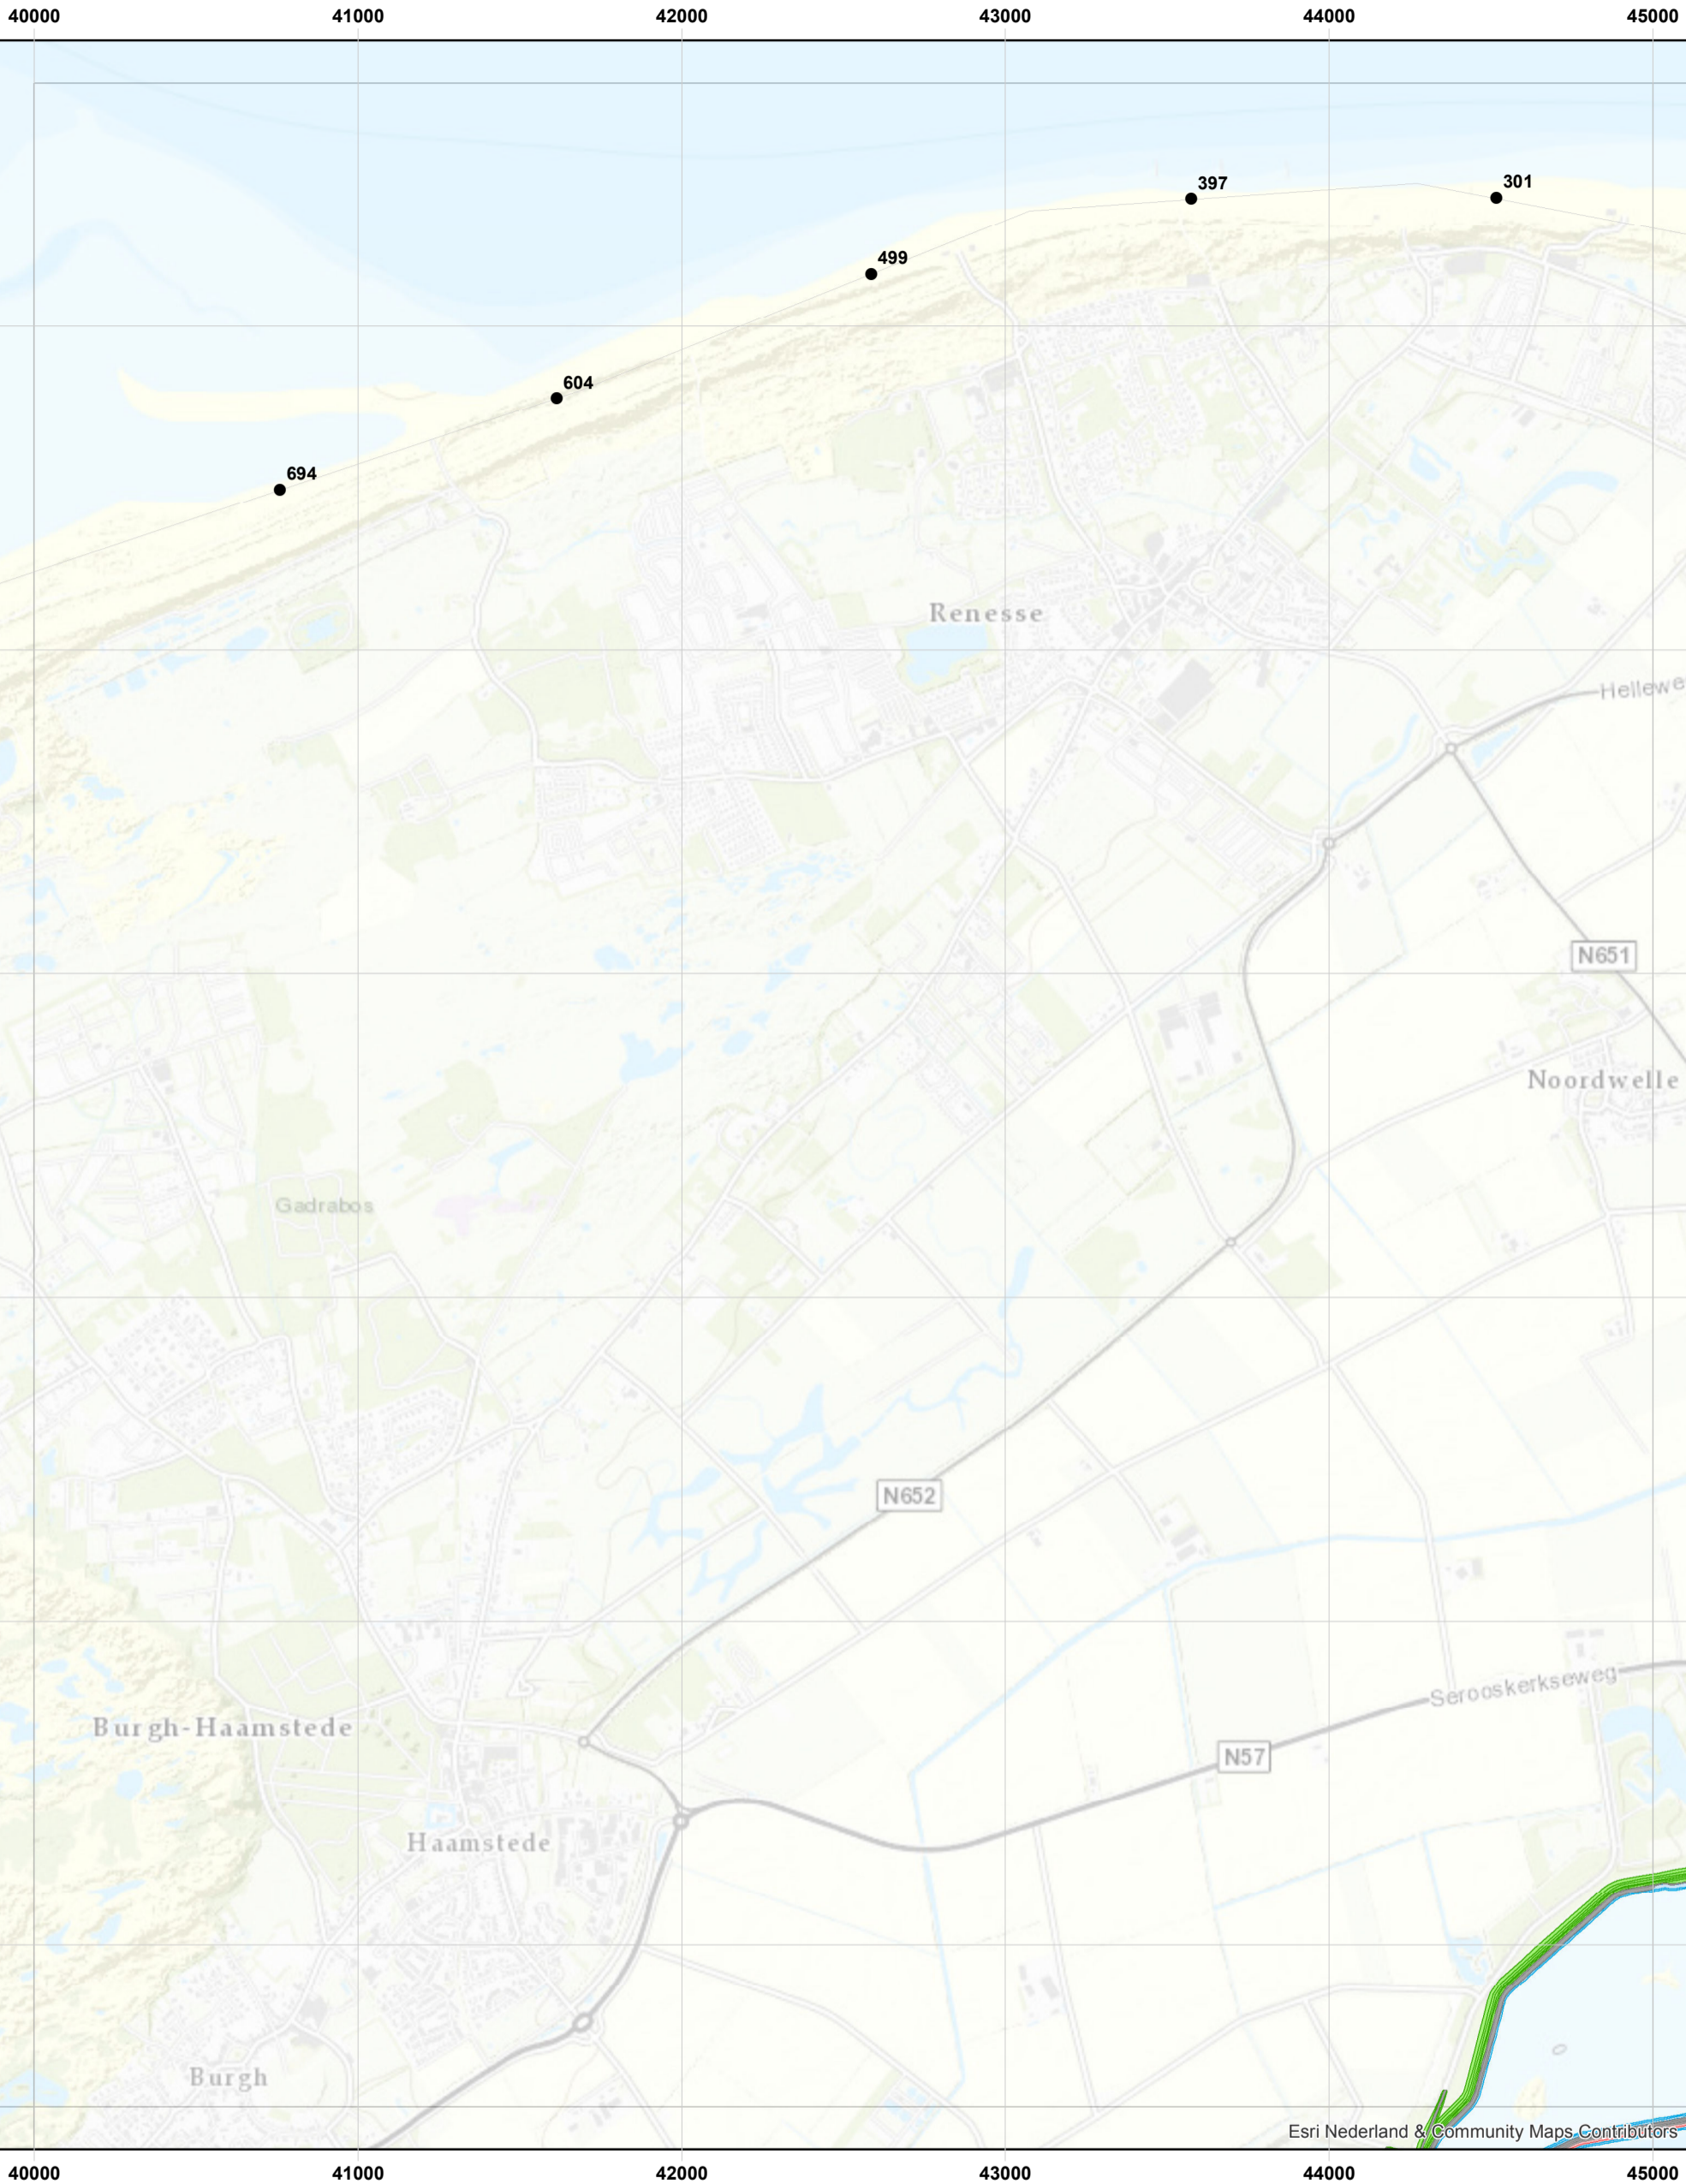 40000 41000 42000 43000 44000 45000
301
397
499
604
694
Renesse
Hellewe
N651
Noordwelle
Gadrabos
N652
Serooskerkseweg
Burgh-Haamstede
N57
Haamstede
Burgh
Esri Nederland & Community Maps Contributors
40000 41000 42000 43000 44000 45000